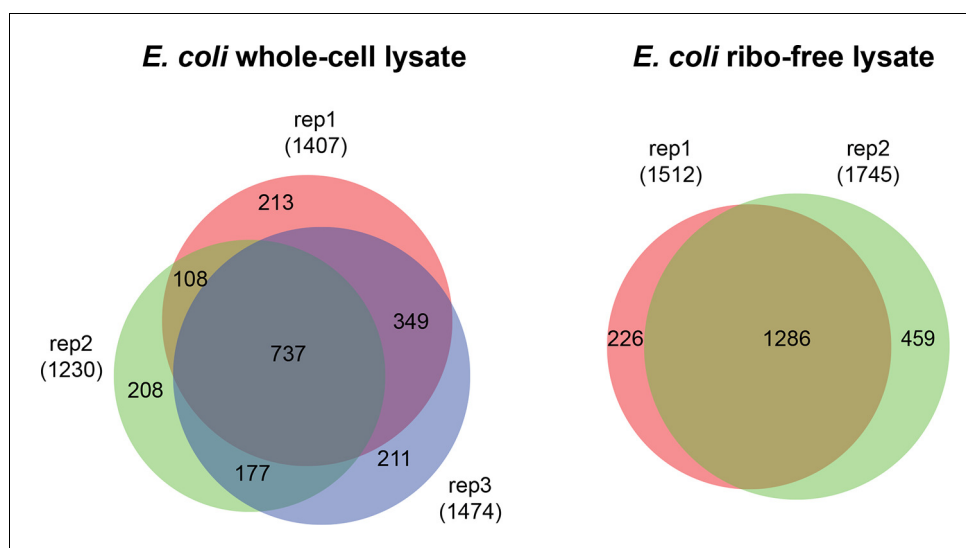 E. coli whole-cell lysate
rep1
(1407)
213
108
349
737
rep2
(1230)
208
177
211
rep3
(1474)
E. coli ribo-free lysate
rep1
(1512)
rep2
(1745)
226
1286
459